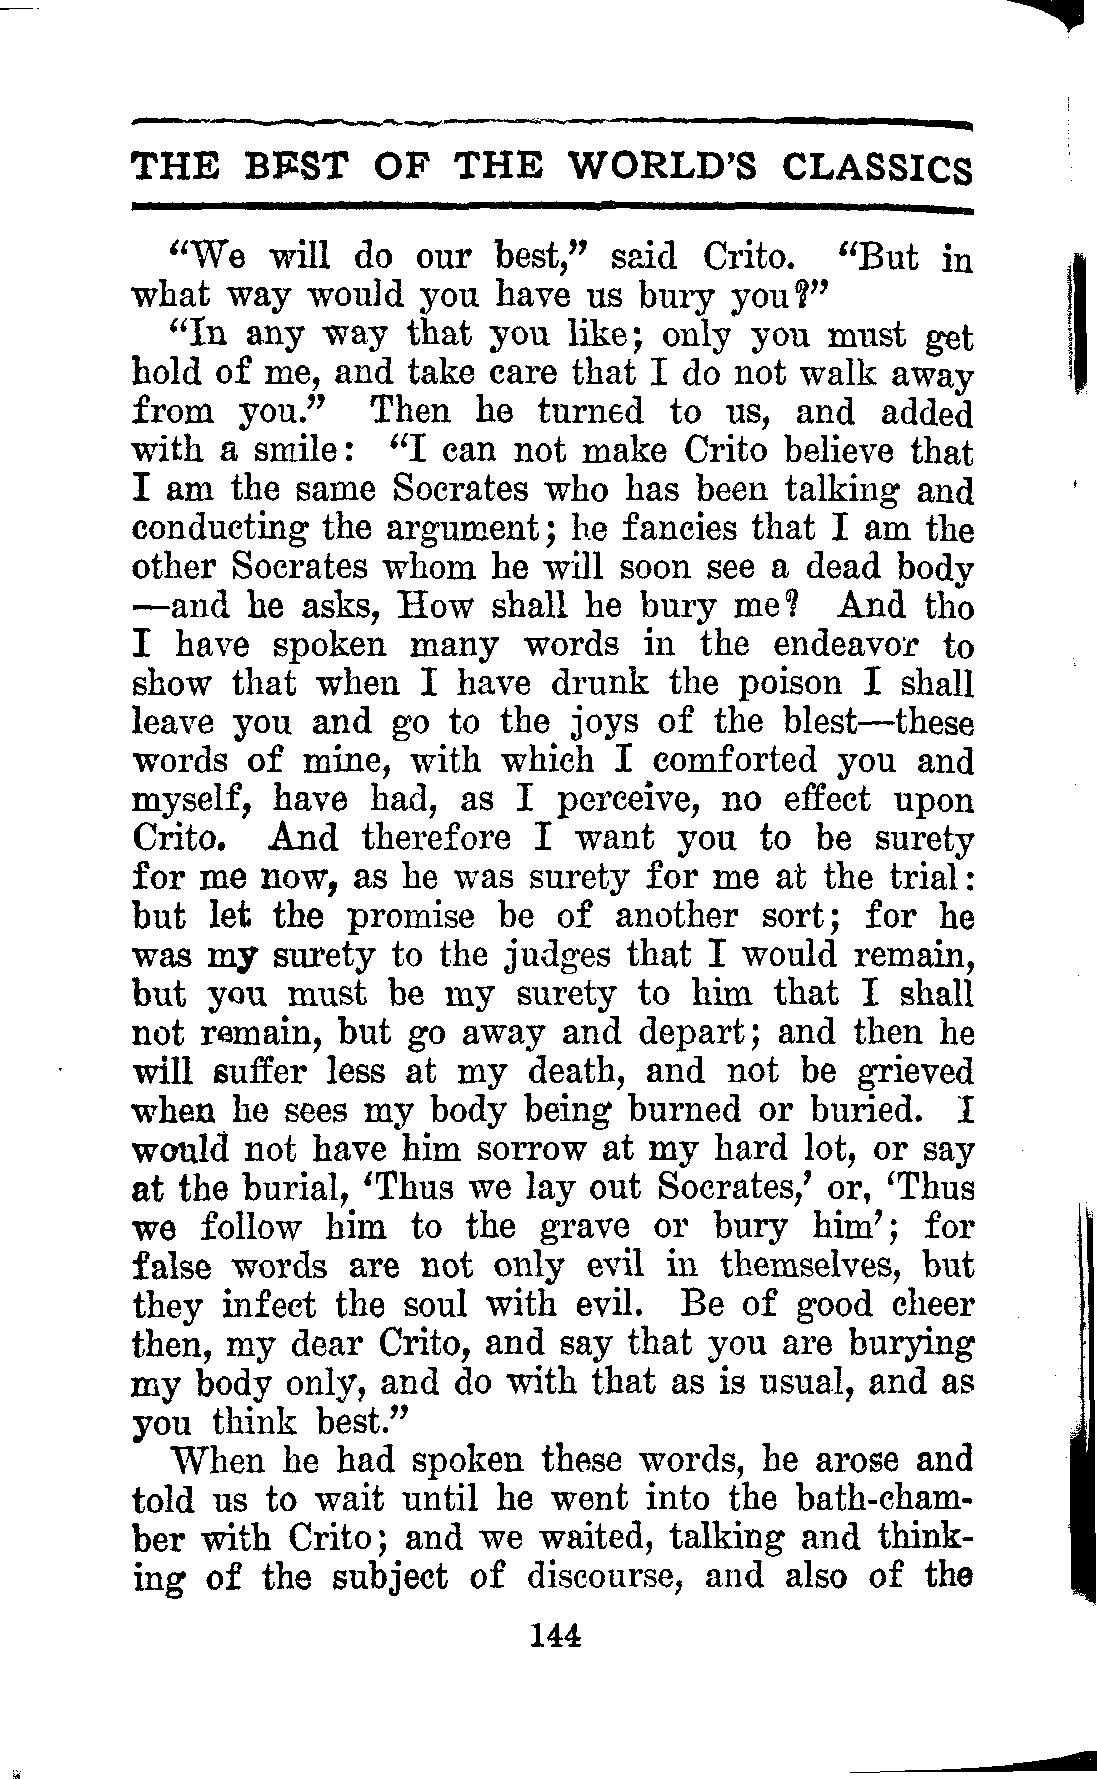 THE BEST OF THE WORLD'S CLASSICS
"We will do our best," said Crito. "But in
what way would you have us bury you?"
"In any way that you like; only you must get
hold of me, and take care that I do not walk away
from you." Then he turned to us, and added
with a smile: "I can not make Crito believe that
I am the same Socrates who has been talking and
conducting the argument; he fancies that I am the
other Socrates whom he will soon see a dead body
—and he asks, How shall he bury me? And tho
I have spoken many words in the endeavor to
show that when I have drunk the poison I shall
leave you and go to the joys of the blest—these
words of mine, with which I comforted you and
myself, have had, as I perceive, no effect upon
Crito. And therefore I want you to be surety
for me now, as he was surety for me at the trial:
but let the promise be of another sort; for he
was my surety to the judges that I would remain,
but you must be my surety to him that I shall
not remain, but go away and depart; and then he
will suffer less at my death, and not be grieved
when he sees my body being burned or buried. I
would not have him sorrow at my hard lot, or say
at the burial, 'Thus we lay out Socrates,' or, 'Thus
we follow him to the grave or bury him'; for
false words are not only evil in themselves, but
they infect the soul with evil. Be of good cheer
then, my dear Crito, and say that you are burying
my body only, and do with that as is usual, and as
you think best."
When he had spoken these words, he arose and
told us to wait until he went into the bath-cham-
ber with Crito; and we waited, talking and think-
ing of the subject of discourse, and also of the
144